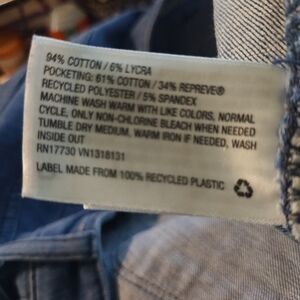 94% COTTON / 6% LYCRA
POCKETING: 61% COTTON / 34% REPREVE®
RECYCLED POLYESTER / 5% SPANDEX
MACHINE WASH WARM WITH LIKE COLORS, NORMAL
CYCLE, ONLY NON-CHLORINE BLEACH WHEN NEEDED
TUMBLE DRY MEDIUM, WARM IRON IF NEEDED, WASH
INSIDE OUT
RN17730 VN1318131
LABEL MADE FROM 100% RECYCLED PLASTIC